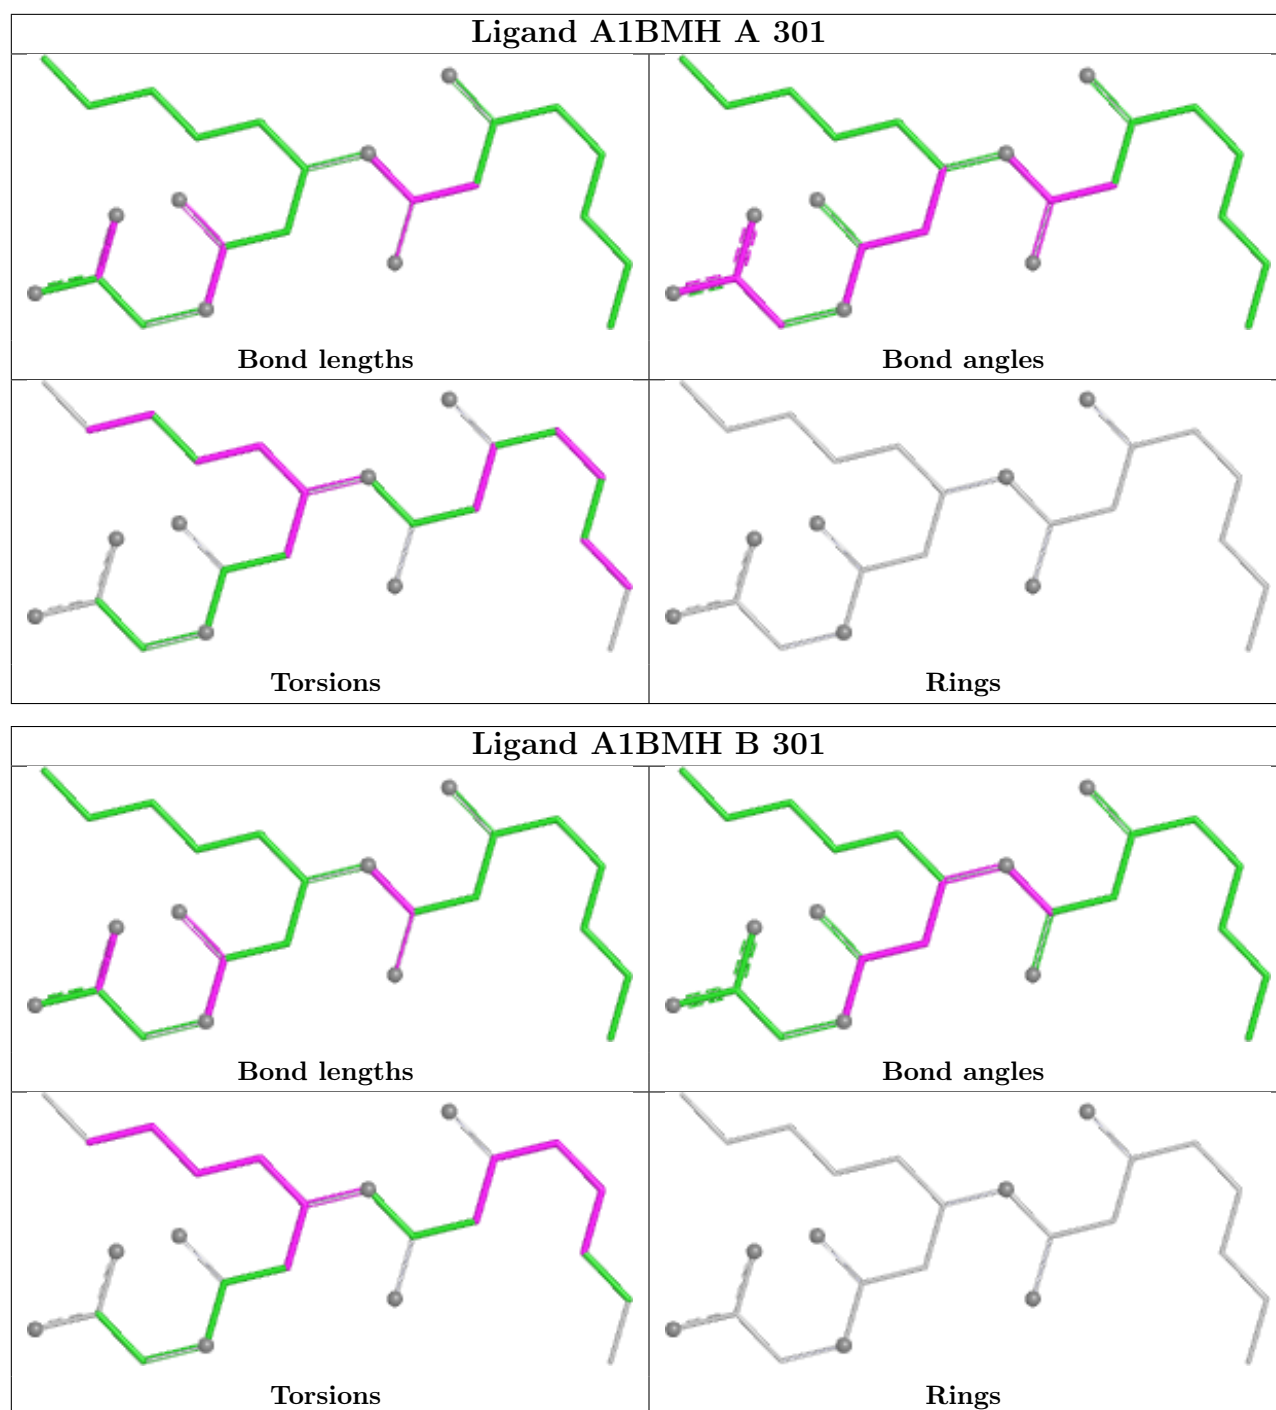 Ligand A1BMH A 301
Bond lengths
Bond angles
Torsions
Rings
Ligand A1BMH B 301
Bond lengths
Bond angles
Torsions
Rings